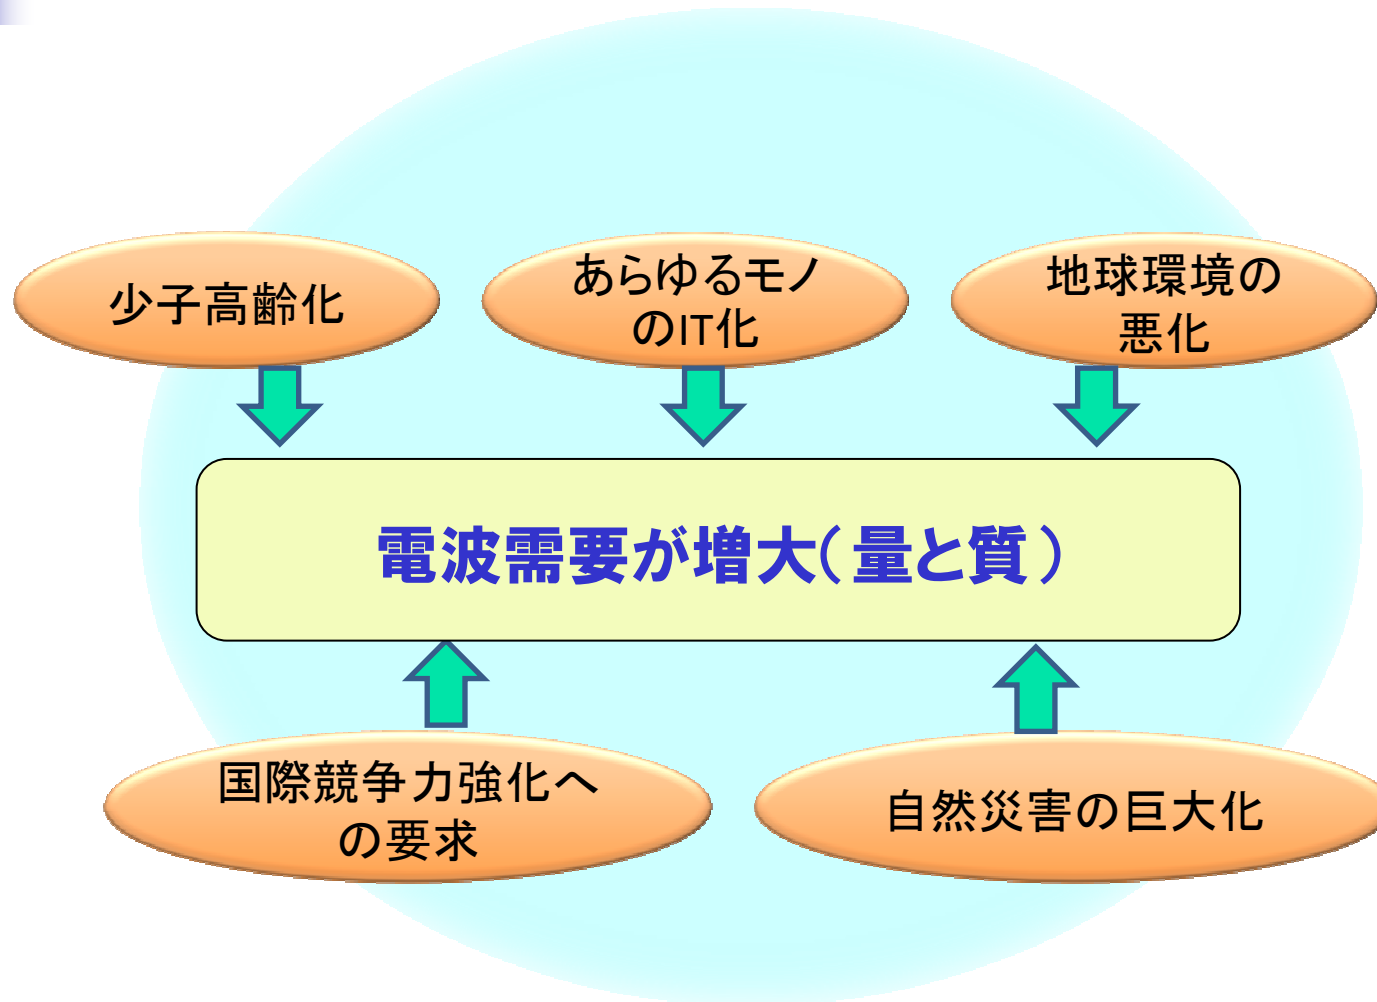 少子高齢化
あらゆるモノ
のIT化
地球環境の
悪化
電波需要が増大(量と質)
国際競争力強化へ
の要求
自然災害の巨大化